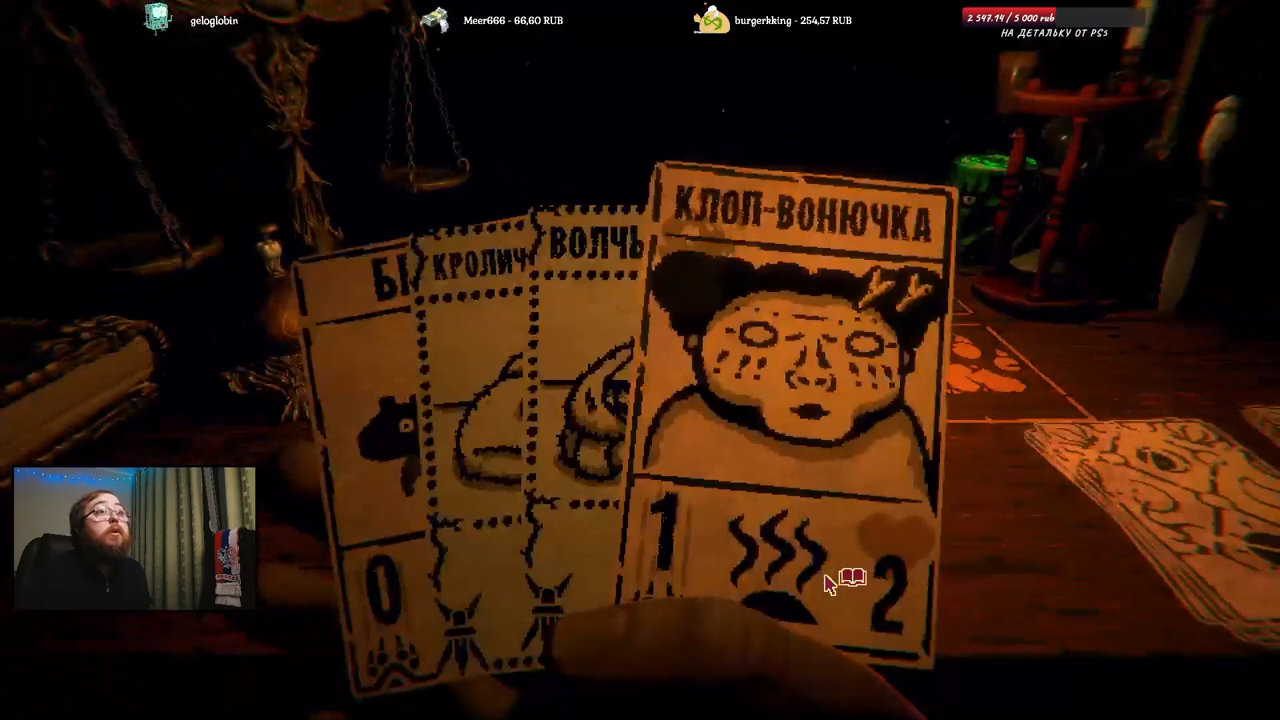 geloglobin
Meer666 - 66,60 RUB
burgerkking - 254,57 RUB
2 547.14 / 5 000 rub
НА ДЕТАЛЬКУ ОТ PS5
КЛОП-ВОНЮЧКА
ВОЛЧЬ
КРОЛИЧ
0
1
2